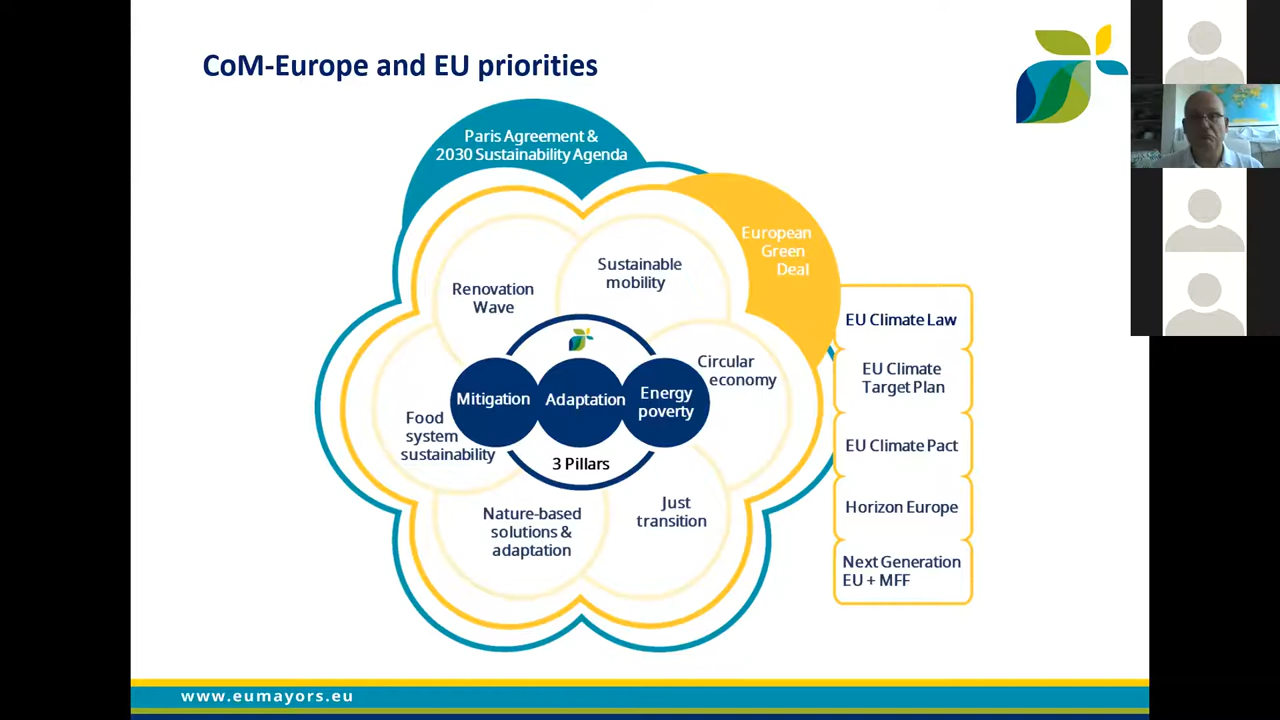 CoM-Europe and EU priorities
Paris Agreement &
2030 Sustainability Agenda
European
Green
Deal
Sustainable
mobility
Renovation
Wave
Circular
economy
Mitigation
Adaptation
Energy
poverty
Food
system
sustainability
3 Pillars
Just
transition
Nature-based
solutions &
adaptation
EU Climate Law
EU Climate
Target Plan
EU Climate Pact
Horizon Europe
Next Generation
EU + MFF
www.eumayors.eu